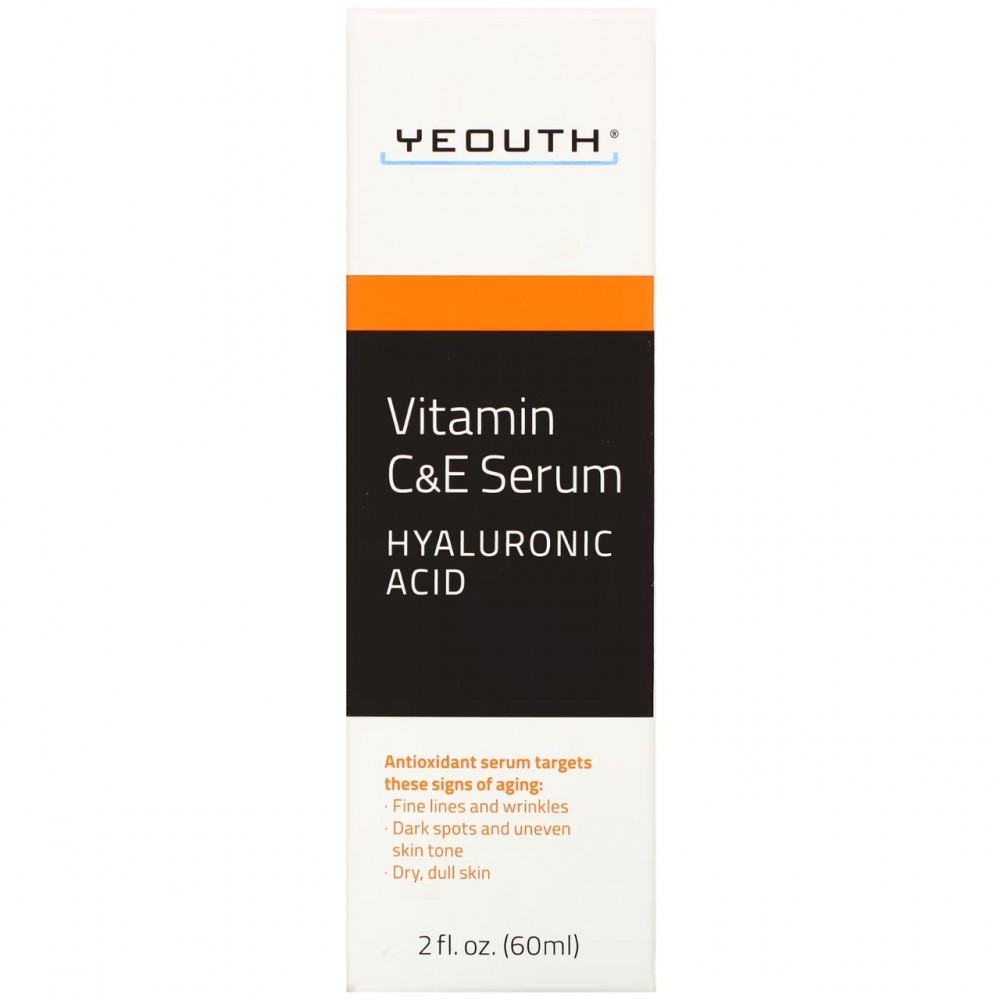 YEOUTH®
Vitamin
C&E Serum
HYALURONIC
ACID
Antioxidant serum targets
these signs of aging:
· Fine lines and wrinkles
· Dark spots and uneven
skin tone
· Dry, dull skin
2 fl. oz. (60ml)